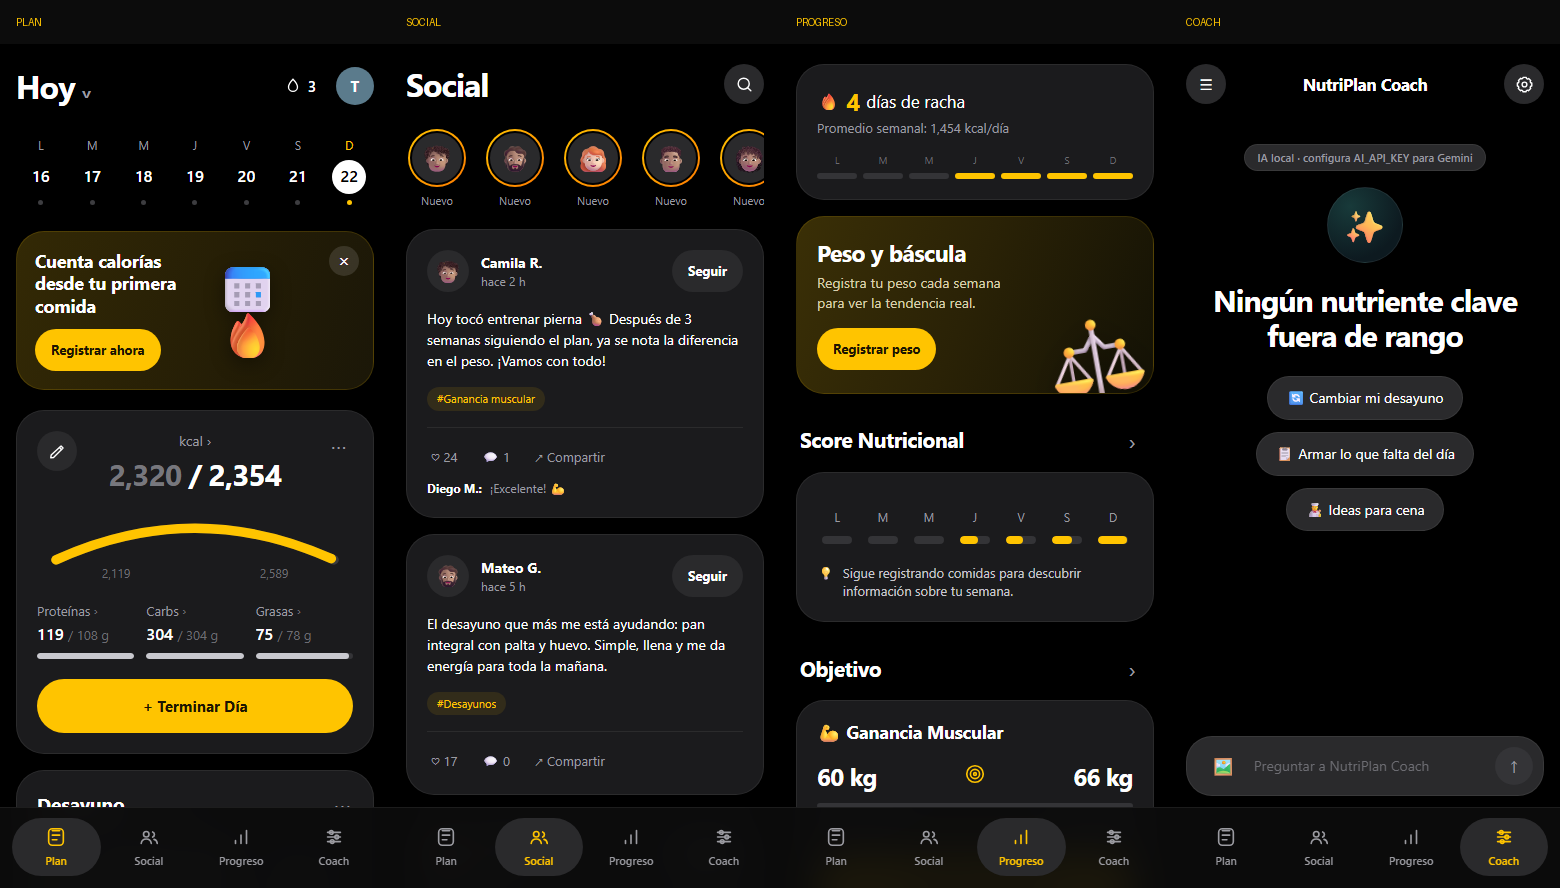 PLAN
Hoy v
3
T
L M M J V S D
16 17 18 19 20 21 22
Cuenta calorías
desde tu primera
comida
×
Registrar ahora
kcal ›
...
2,320 / 2,354
2,119 2,589
Proteínas › Carbs › Grasas ›
119 / 108 g 304 / 304 g 75 / 78 g
+ Terminar Día
Desayuno ...
Plan Social Progreso Coach
SOCIAL
Social
Nuevo Nuevo Nuevo Nuevo Nuevo
Camila R.
hace 2 h
Seguir
Hoy tocó entrenar pierna 🍗 Después de 3
semanas siguiendo el plan, ya se nota la diferencia
en el peso. ¡Vamos con todo!
#Ganancia muscular
♡ 24 💬 1 ↗ Compartir
Diego M.: ¡Excelente! 💪
Mateo G.
hace 5 h
Seguir
El desayuno que más me está ayudando: pan
integral con palta y huevo. Simple, llena y me da
energía para toda la mañana.
#Desayunos
♡ 17 💬 0 ↗ Compartir
Plan Social Progreso Coach
PROGRESO
🔥 4 días de racha
Promedio semanal: 1,454 kcal/día
L M M J V S D
Peso y báscula
Registra tu peso cada semana
para ver la tendencia real.
Registrar peso
Score Nutricional ›
L M M J V S D
💡 Sigue registrando comidas para descubrir
información sobre tu semana.
Objetivo ›
💪 Ganancia Muscular
60 kg 66 kg
Plan Social Progreso Coach
COACH
NutriPlan Coach
IA local · configura AI_API_KEY para Gemini
Ningún nutriente clave
fuera de rango
🔄 Cambiar mi desayuno
📋 Armar lo que falta del día
🧑‍🍳 Ideas para cena
Preguntar a NutriPlan Coach ↑
Plan Social Progreso Coach